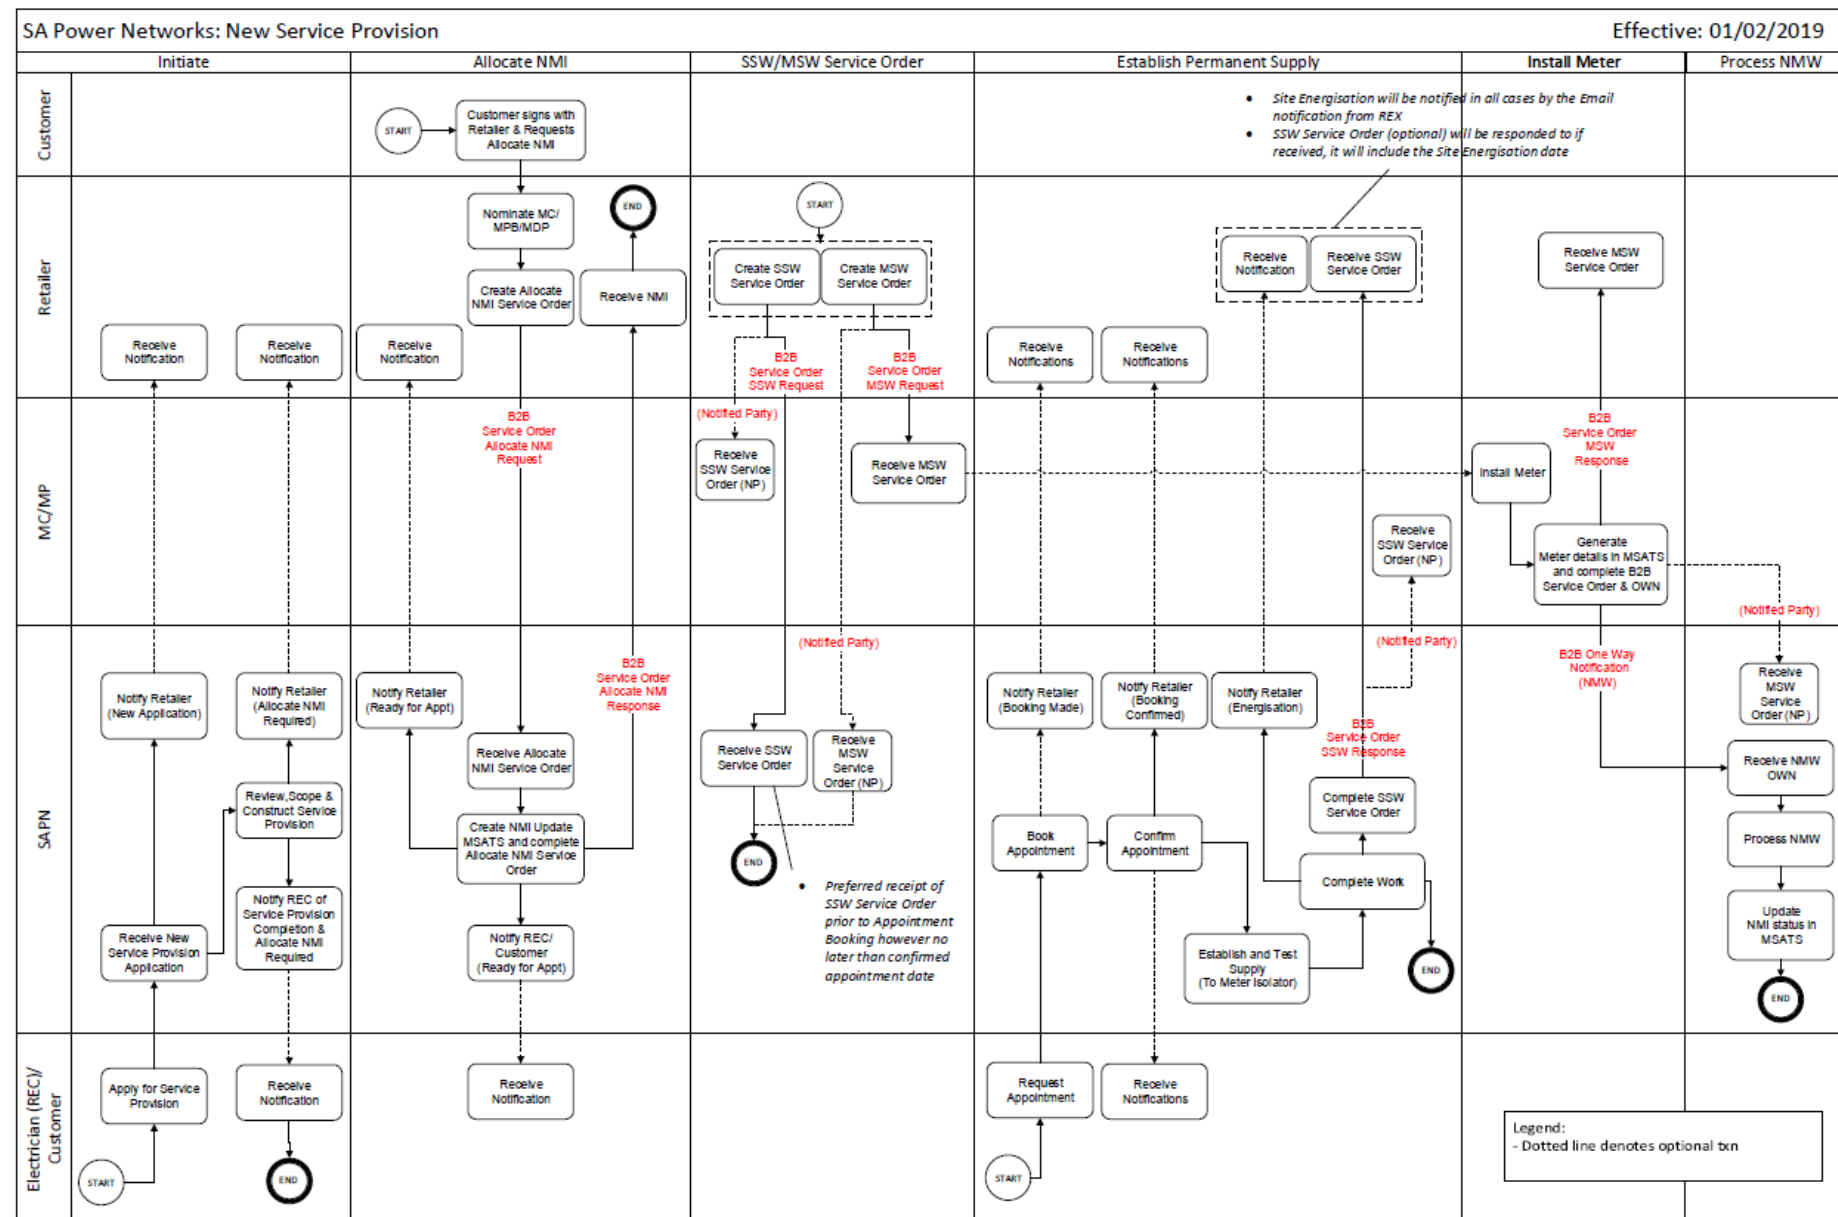 SA Power Networks: New Service Provision
Effective: 01/02/2019
Initiate
Allocate NMI
SSW/MSW Service Order
Establish Permanent Supply
Install Meter
Process NMW
Customer
START
Customer signs with
Retailer & Requests
Allocate NMI
• Site Energisation will be notified in all cases by the Email
notification from REX
• SSW Service Order (optional) will be responded to if
received, it will include the Site Energisation date
Retailer
Nominate MC/
MPB/MDP
END
Create Allocate
NMI Service Order
Receive NMI
START
Create SSW
Service Order
Create MSW
Service Order
Receive
Notification
Receive SSW
Service Order
Receive MSW
Service Order
Receive
Notification
Receive
Notification
Receive
Notification
B2B
Service Order
SSW Request
B2B
Service Order
MSW Request
Receive
Notifications
Receive
Notifications
MC/MP
B2B
Service Order
Allocate NMI
Request
(Notified Party)
Receive
SSW Service
Order (NP)
Receive MSW
Service Order
Install Meter
B2B
Service Order
MSW
Response
Receive
SSW Service
Order (NP)
Generate
Meter details in MSATS
and complete B2B
Service Order & OWN
(Notified Party)
SAPN
Notify Retailer
(New Application)
Notify Retailer
(Allocate NMI
Required)
Notify Retailer
(Ready for Appt)
B2B
Service Order
Allocate NMI
Response
(Notified Party)
Notify Retailer
(Booking Made)
Notify Retailer
(Booking
Confirmed)
Notify Retailer
(Energisation)
(Notified Party)
B2B
Service Order
SSW Response
B2B One Way
Notification
(NMW)
Receive
MSW
Service
Order (NP)
Review,Scope &
Construct Service
Provision
Receive Allocate
NMI Service Order
Receive SSW
Service Order
Receive
MSW
Service
Order (NP)
Receive NMW
OWN
Create NMI Update
MSATS and complete
Allocate NMI Service
Order
END
Book
Appointment
Confirm
Appointment
Complete SSW
Service Order
Complete Work
Process NMW
Receive New
Service Provision
Application
Notify REC of
Service Provision
Completion &
Allocate NMI
Required
Notify REC/
Customer
(Ready for Appt)
• Preferred receipt of
SSW Service Order
prior to Appointment
Booking however no
later than confirmed
appointment date
Establish and Test
Supply
(To Meter Isolator)
END
Update
NMI status in
MSATS
END
Electrician (REC)/
Customer
Apply for Service
Provision
Receive
Notification
Receive
Notification
Request
Appointment
Receive
Notifications
START
END
START
Legend:
- Dotted line denotes optional txn